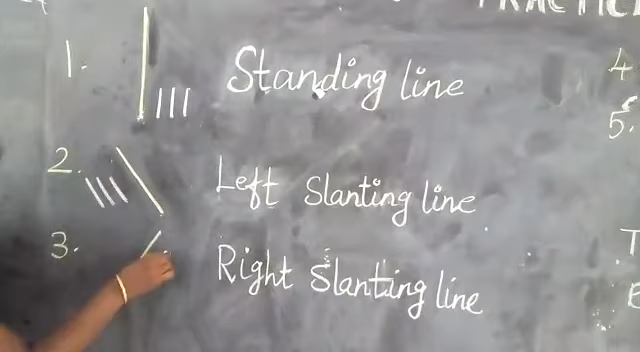 1. Standing line
2. Left Slanting line
3. Right Slanting line
4
5.